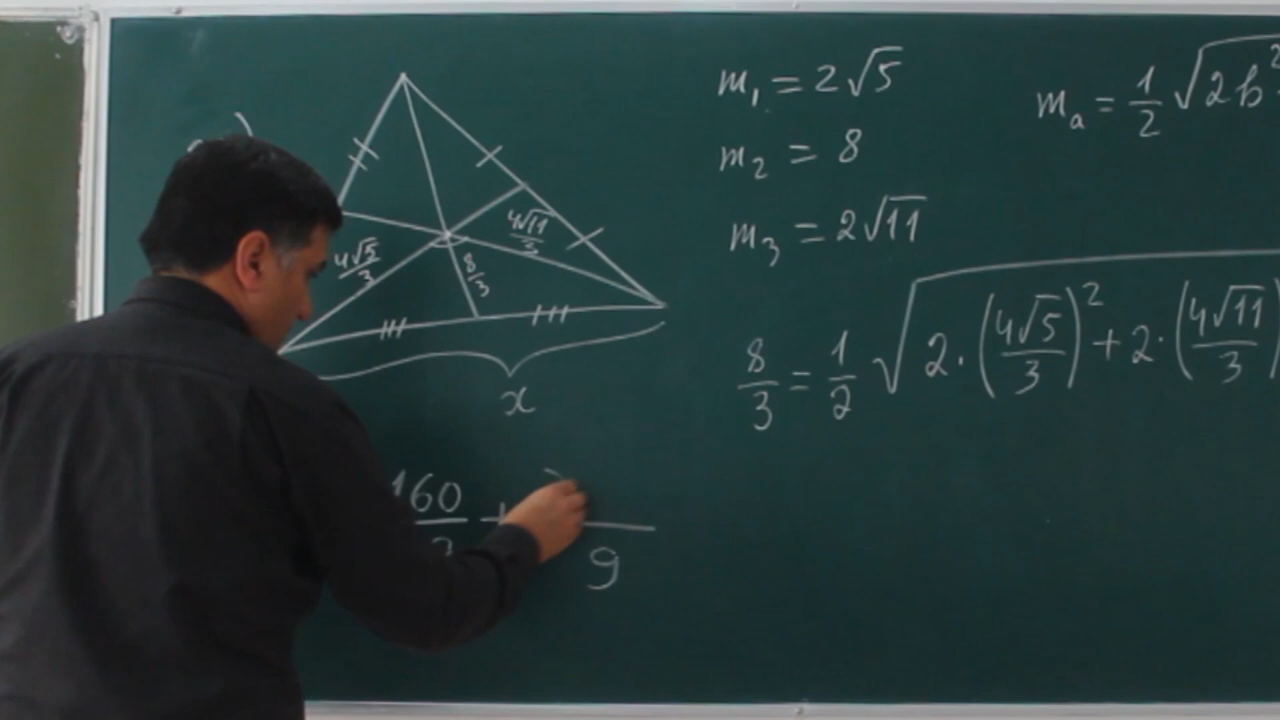 m₁ = 2√5
m₂ = 8
m₃ = 2√11
mₐ = 1/2 √2b²
4√5/3
8/3
4√11/3
x
8/3 = 1/2 √2·(4√5/3)² + 2·(4√11/3)
160
+
9